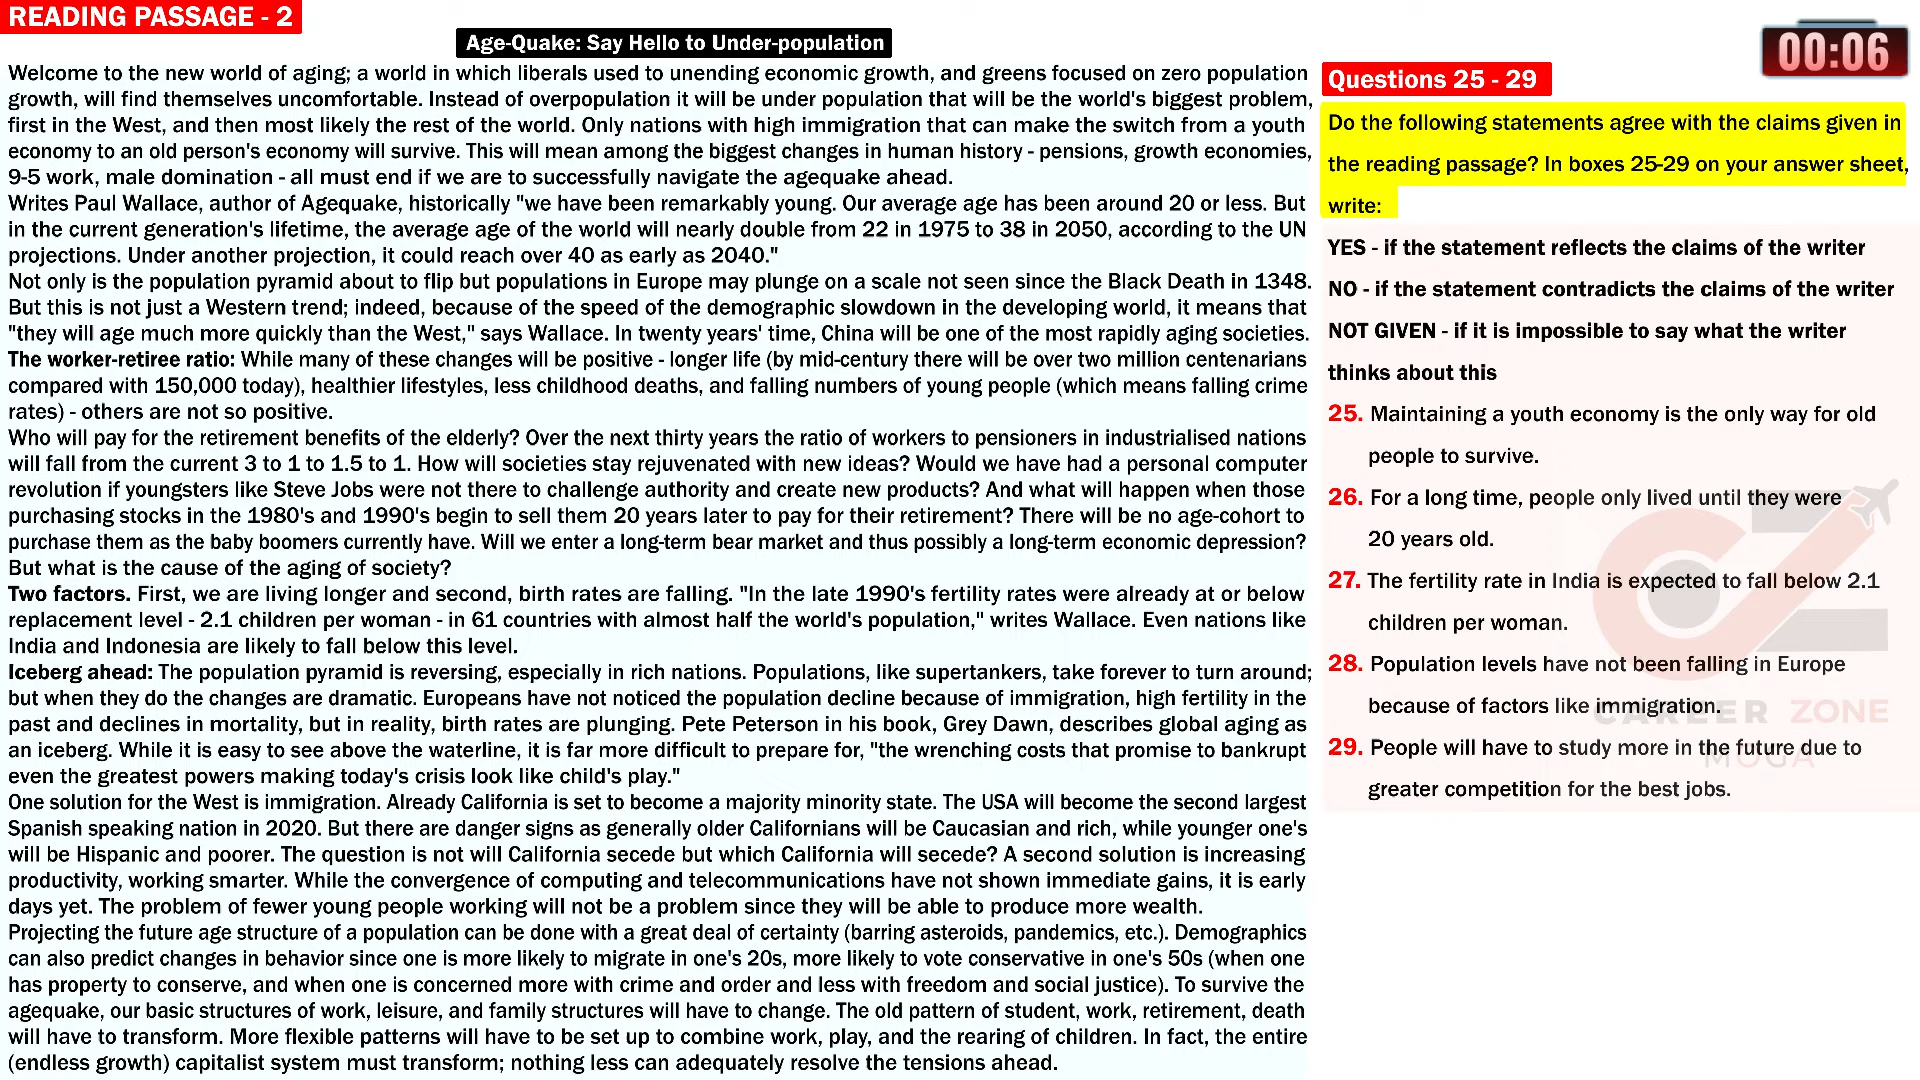 READING PASSAGE - 2
Age-Quake: Say Hello to Under-population
Welcome to the new world of aging; a world in which liberals used to unending economic growth, and greens focused on zero population
growth, will find themselves uncomfortable. Instead of overpopulation it will be under population that will be the world's biggest problem,
first in the West, and then most likely the rest of the world. Only nations with high immigration that can make the switch from a youth
economy to an old person's economy will survive. This will mean among the biggest changes in human history - pensions, growth economies,
9-5 work, male domination - all must end if we are to successfully navigate the agequake ahead.
Writes Paul Wallace, author of Agequake, historically "we have been remarkably young. Our average age has been around 20 or less. But
in the current generation's lifetime, the average age of the world will nearly double from 22 in 1975 to 38 in 2050, according to the UN
projections. Under another projection, it could reach over 40 as early as 2040."
Not only is the population pyramid about to flip but populations in Europe may plunge on a scale not seen since the Black Death in 1348.
But this is not just a Western trend; indeed, because of the speed of the demographic slowdown in the developing world, it means that
"they will age much more quickly than the West," says Wallace. In twenty years' time, China will be one of the most rapidly aging societies.
The worker-retiree ratio: While many of these changes will be positive - longer life (by mid-century there will be over two million centenarians
compared with 150,000 today), healthier lifestyles, less childhood deaths, and falling numbers of young people (which means falling crime
rates) - others are not so positive.
Who will pay for the retirement benefits of the elderly? Over the next thirty years the ratio of workers to pensioners in industrialised nations
will fall from the current 3 to 1 to 1.5 to 1. How will societies stay rejuvenated with new ideas? Would we have had a personal computer
revolution if youngsters like Steve Jobs were not there to challenge authority and create new products? And what will happen when those
purchasing stocks in the 1980's and 1990's begin to sell them 20 years later to pay for their retirement? There will be no age-cohort to
purchase them as the baby boomers currently have. Will we enter a long-term bear market and thus possibly a long-term economic depression?
But what is the cause of the aging of society?
Two factors. First, we are living longer and second, birth rates are falling. "In the late 1990's fertility rates were already at or below
replacement level - 2.1 children per woman - in 61 countries with almost half the world's population," writes Wallace. Even nations like
India and Indonesia are likely to fall below this level.
Iceberg ahead: The population pyramid is reversing, especially in rich nations. Populations, like supertankers, take forever to turn around;
but when they do the changes are dramatic. Europeans have not noticed the population decline because of immigration, high fertility in the
past and declines in mortality, but in reality, birth rates are plunging. Pete Peterson in his book, Grey Dawn, describes global aging as
an iceberg. While it is easy to see above the waterline, it is far more difficult to prepare for, "the wrenching costs that promise to bankrupt
even the greatest powers making today's crisis look like child's play."
One solution for the West is immigration. Already California is set to become a majority minority state. The USA will become the second largest
Spanish speaking nation in 2020. But there are danger signs as generally older Californians will be Caucasian and rich, while younger one's
will be Hispanic and poorer. The question is not will California secede but which California will secede? A second solution is increasing
productivity, working smarter. While the convergence of computing and telecommunications have not shown immediate gains, it is early
days yet. The problem of fewer young people working will not be a problem since they will be able to produce more wealth.
Projecting the future age structure of a population can be done with a great deal of certainty (barring asteroids, pandemics, etc.). Demographics
can also predict changes in behavior since one is more likely to migrate in one's 20s, more likely to vote conservative in one's 50s (when one
has property to conserve, and when one is concerned more with crime and order and less with freedom and social justice). To survive the
agequake, our basic structures of work, leisure, and family structures will have to change. The old pattern of student, work, retirement, death
will have to transform. More flexible patterns will have to be set up to combine work, play, and the rearing of children. In fact, the entire
(endless growth) capitalist system must transform; nothing less can adequately resolve the tensions ahead.
00:06
Questions 25 - 29
Do the following statements agree with the claims given in
the reading passage? In boxes 25-29 on your answer sheet,
write:
YES - if the statement reflects the claims of the writer
NO - if the statement contradicts the claims of the writer
NOT GIVEN - if it is impossible to say what the writer
thinks about this
25. Maintaining a youth economy is the only way for old
people to survive.
26. For a long time, people only lived until they were
20 years old.
27. The fertility rate in India is expected to fall below 2.1
children per woman.
28. Population levels have not been falling in Europe
because of factors like immigration.
CAREER ZONE
29. People will have to study more in the future due to
MOGA
greater competition for the best jobs.